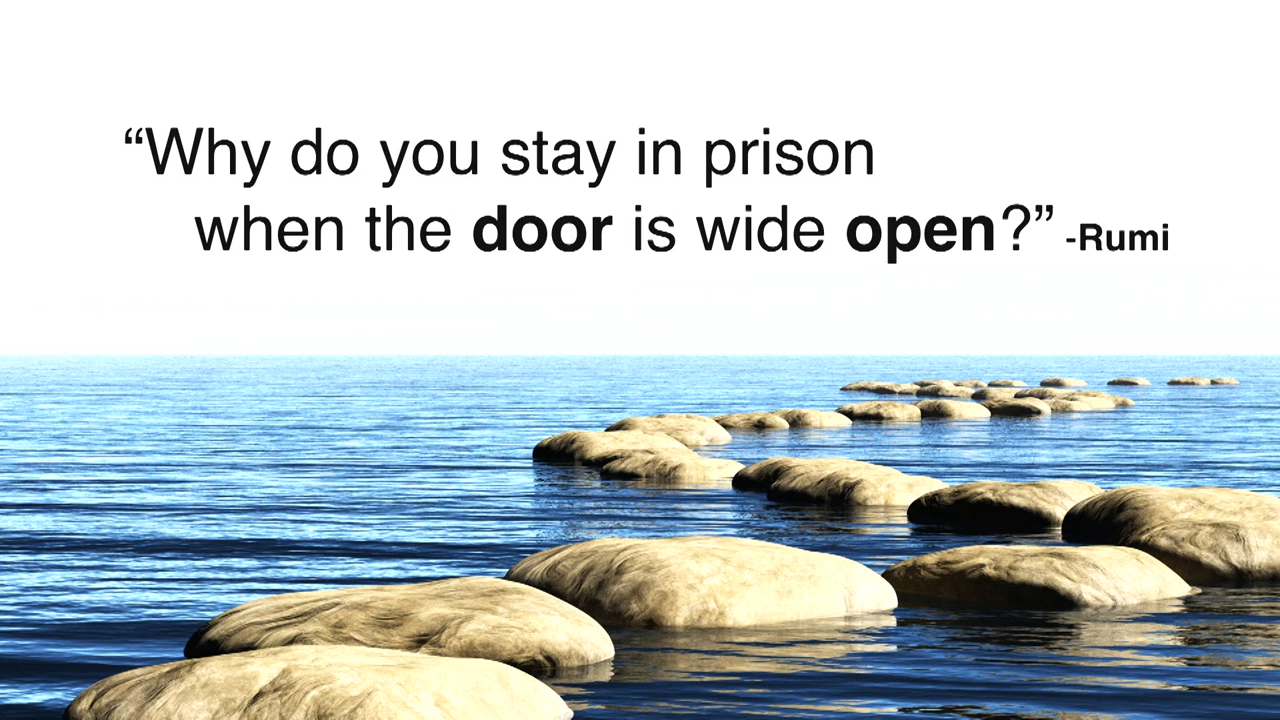 “Why do you stay in prison
when the door is wide open?” -Rumi